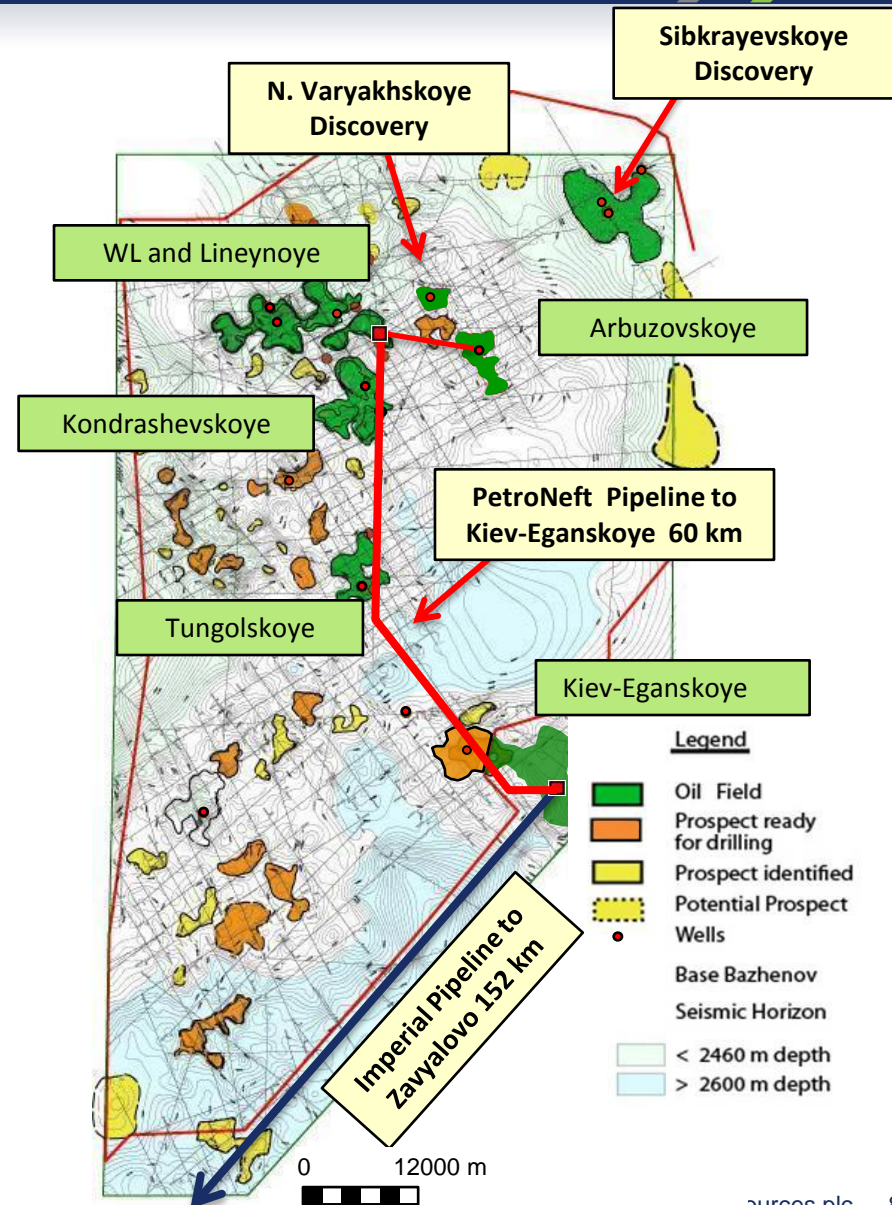 Sibkrayevskoye
Discovery
N. Varyakhskoye
Discovery
WL and Lineynoye
Arbuzovskoye
Kondrashevskoye
PetroNeft Pipeline to
Kiev-Eganskoye 60 km
Tungolskoye
Kiev-Eganskoye
Legend
Oil Field
Prospect ready
for drilling
Prospect identified
Potential Prospect
Wells
Base Bazhenov
Seismic Horizon
< 2460 m depth
> 2600 m depth
Imperial Pipeline to
Zavyalovo 152 km
0 12000 m
plc